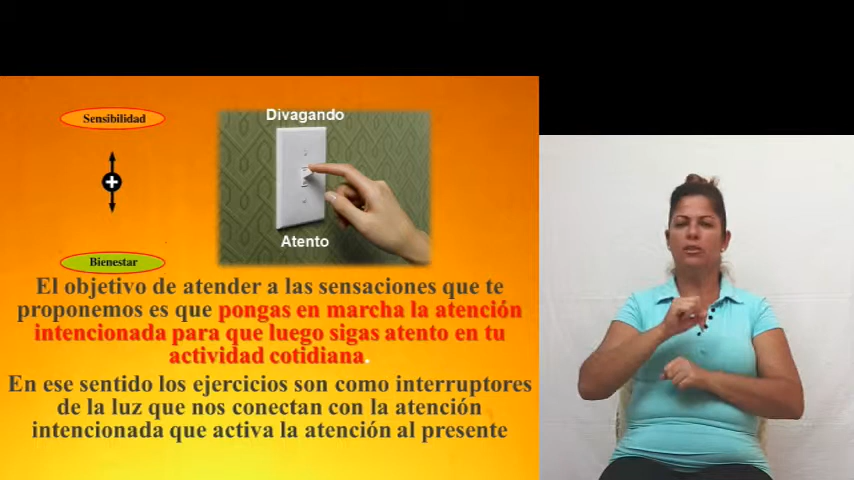 Sensibilidad
Divagando
Atento
Bienestar
El objetivo de atender a las sensaciones que te
proponemos es que pongas en marcha la atención
intencionada para que luego sigas atento en tu
actividad cotidiana.
En ese sentido los ejercicios son como interruptores
de la luz que nos conectan con la atención
intencionada que activa la atención al presente